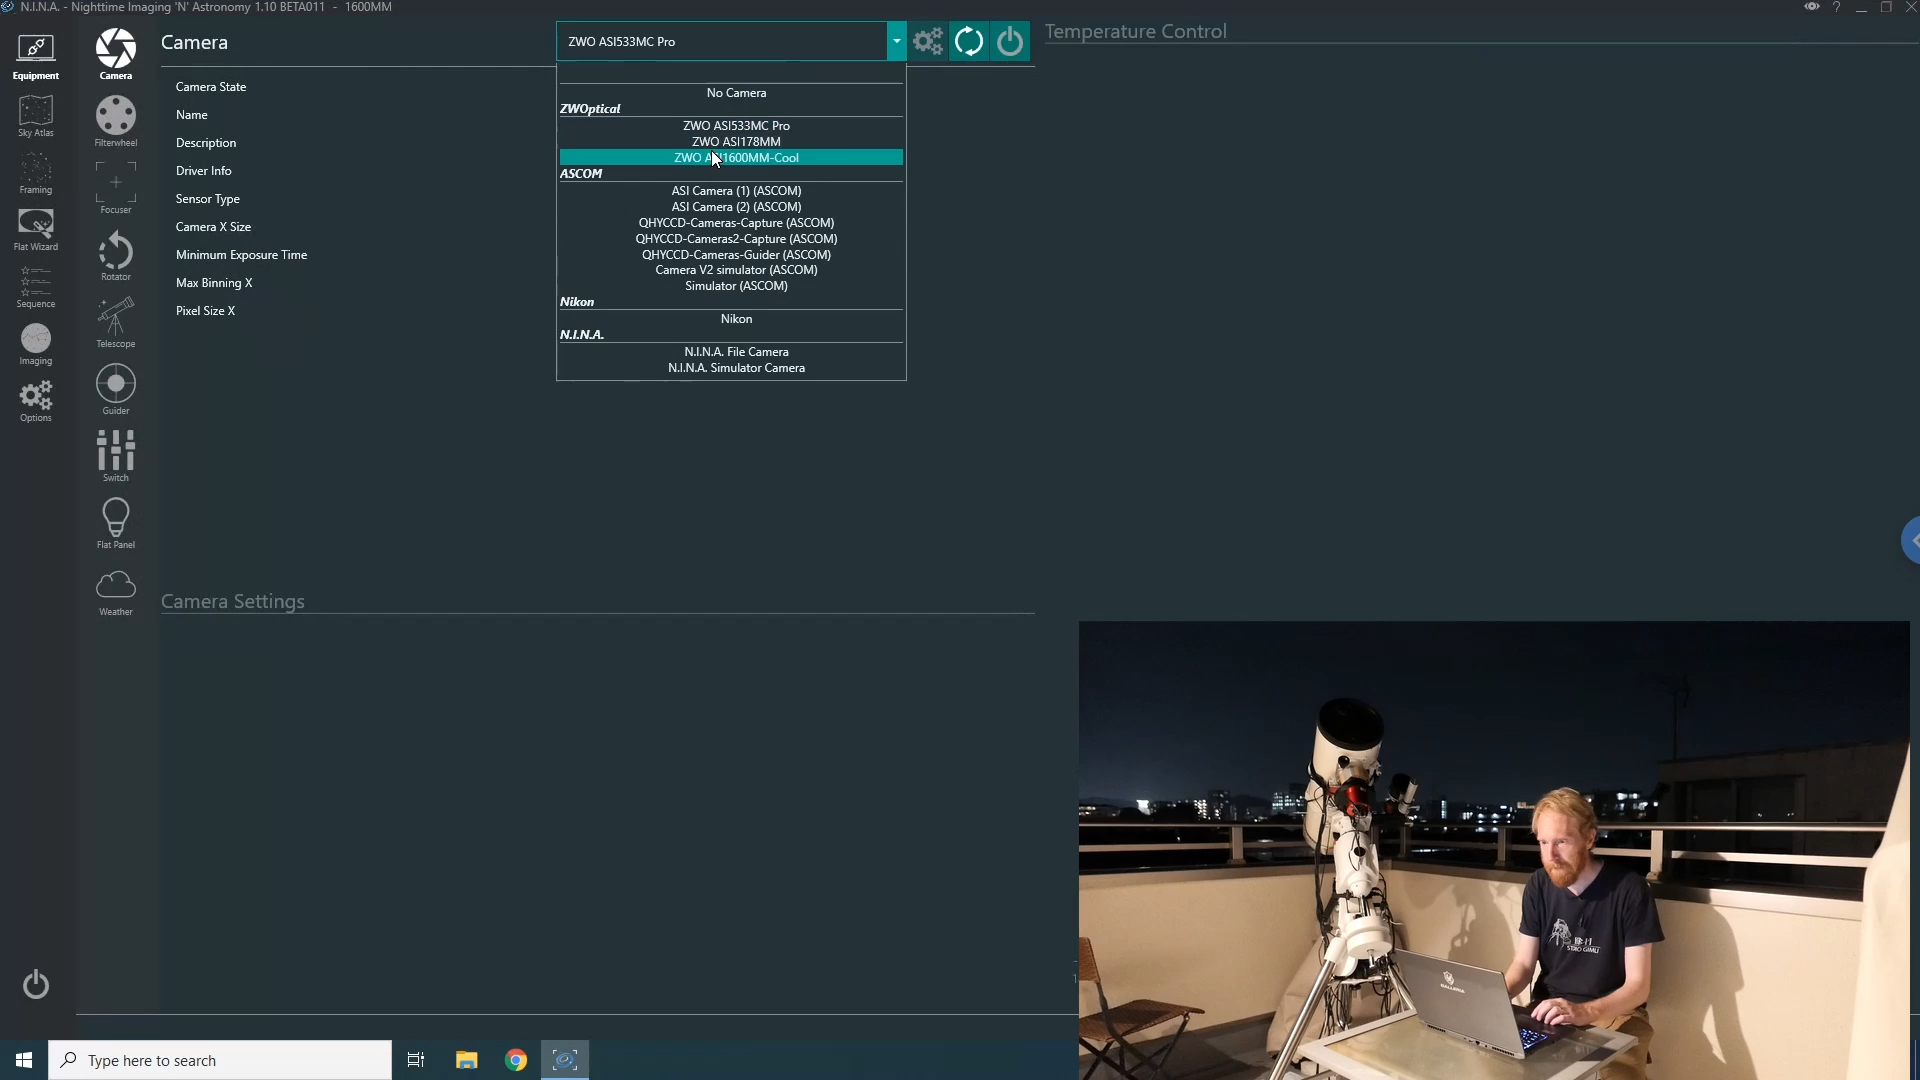 N.I.N.A. - Nighttime Imaging 'N' Astronomy 1.10 BETA011 - 1600MM
?
Equipment
Sky Atlas
Framing
Flat Wizard
Sequence
Imaging
Options
Camera
Filterwheel
Focuser
Rotator
Telescope
Guider
Switch
Flat Panel
Weather
Camera
Camera State
Name
Description
Driver Info
Sensor Type
Camera X Size
Minimum Exposure Time
Max Binning X
Pixel Size X
ZWO ASI533MC Pro
No Camera
ZWOptical
ZWO ASI533MC Pro
ZWO ASI178MM
ZWO ASI1600MM-Cool
ASCOM
ASI Camera (1) (ASCOM)
ASI Camera (2) (ASCOM)
QHYCCD-Cameras-Capture (ASCOM)
QHYCCD-Cameras2-Capture (ASCOM)
QHYCCD-Cameras-Guider (ASCOM)
Camera V2 simulator (ASCOM)
Simulator (ASCOM)
Nikon
Nikon
N.I.N.A.
N.I.N.A. File Camera
N.I.N.A. Simulator Camera
Temperature Control
Camera Settings
GALLERIA
Type here to search